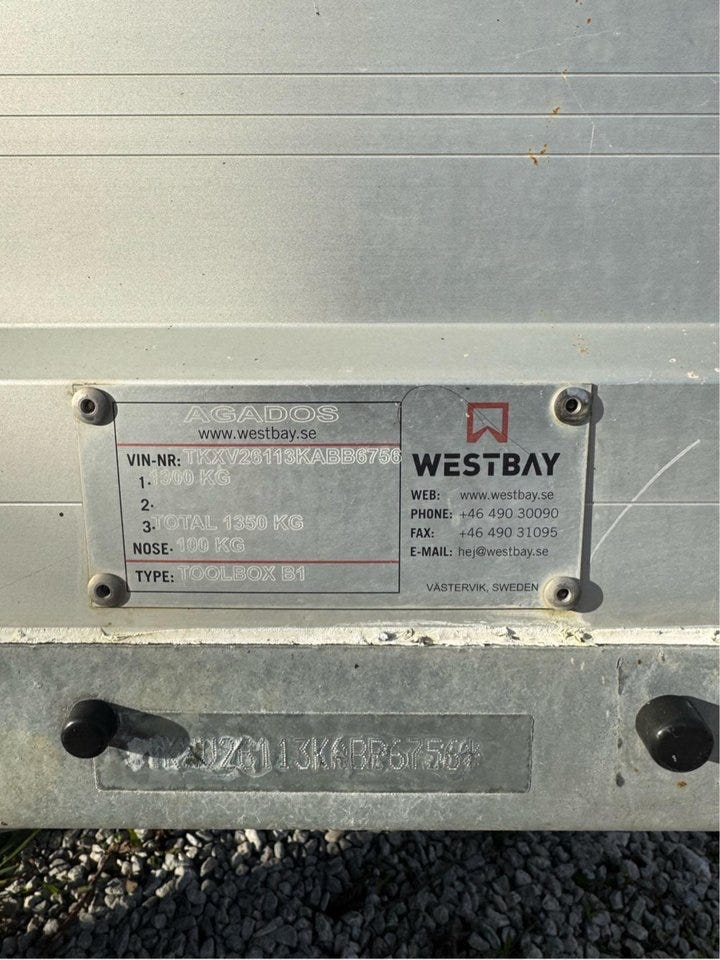 AGADOS
www.westbay.se
VIN-NR: TKXV26113KABB6756
1. 1300 KG
2.
3. TOTAL 1350 KG
NOSE. 100 KG
TYPE: TOOLBOX B1
WESTBAY
WEB: www.westbay.se
PHONE: +46 490 30090
FAX: +46 490 31095
E-MAIL: hej@westbay.se
VÄSTERVIK, SWEDEN
*TKXV26113KABB6756*